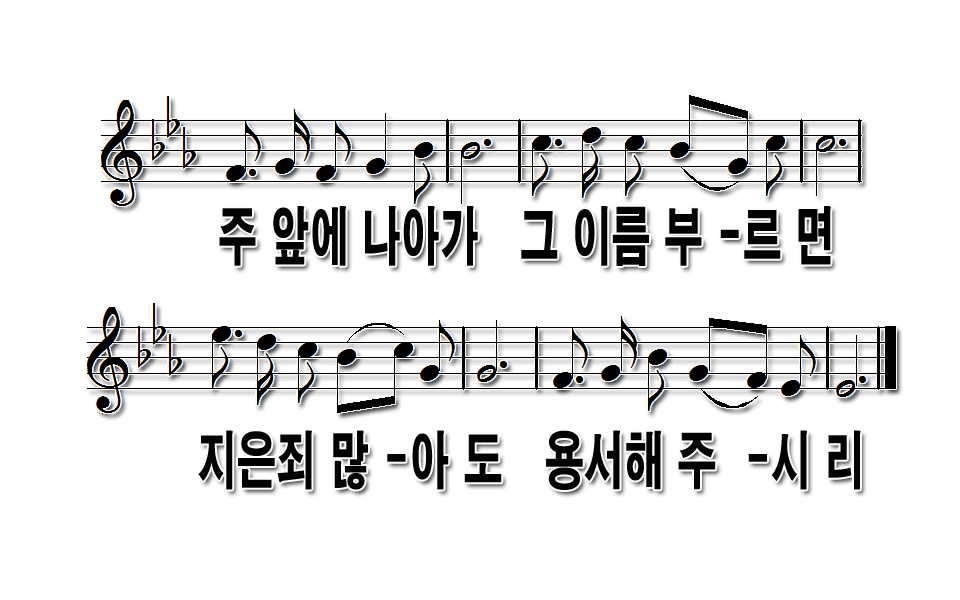 주 앞에 나아가 그 이름 부 -르 면
지은죄 많 -아 도 용서해 주 -시 리